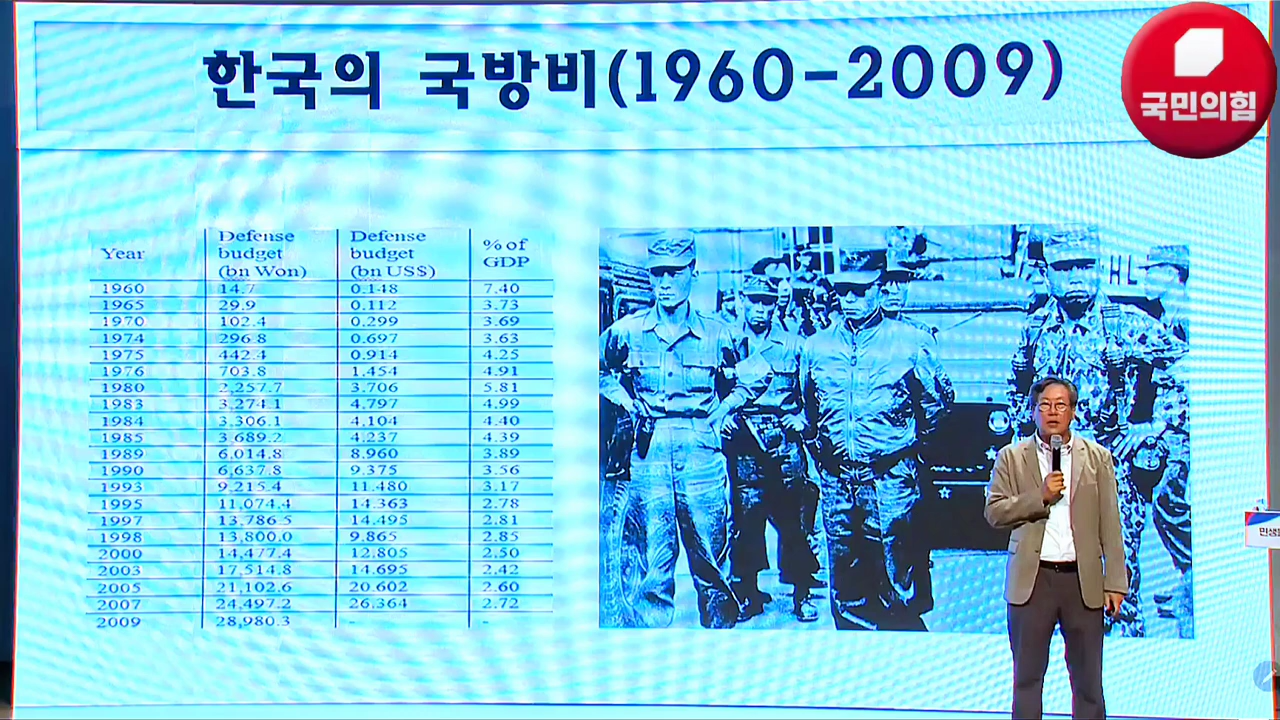 한국의 국방비(1960-2009)
국민의힘
Year Defense budget (bn Won) Defense budget (bn US$) % of GDP
1960 14.7 0.148 7.40
1965 29.9 0.112 3.73
1970 102.4 0.299 3.69
1974 296.8 0.697 3.63
1975 442.4 0.914 4.25
1976 703.8 1.454 4.91
1980 2,257.7 3.706 5.81
1983 3,274.1 4.797 4.99
1984 3,306.1 4,104 4.40
1985 3,689.2 4.237 4.39
1989 6,014.8 8.960 3.89
1990 6,637.8 9.375 3.56
1993 9,215.4 11.480 3.17
1995 11,074.4 14.363 2.78
1997 13,786.5 14.495 2.81
1998 13,800.0 9.865 2.85
2000 14,477.4 12.805 2.50
2003 17,514.8 14.695 2.42
2005 21,102.6 20.602 2.60
2007 24,497.2 26.364 2.72
2009 28,980.3 - -
HL
민생